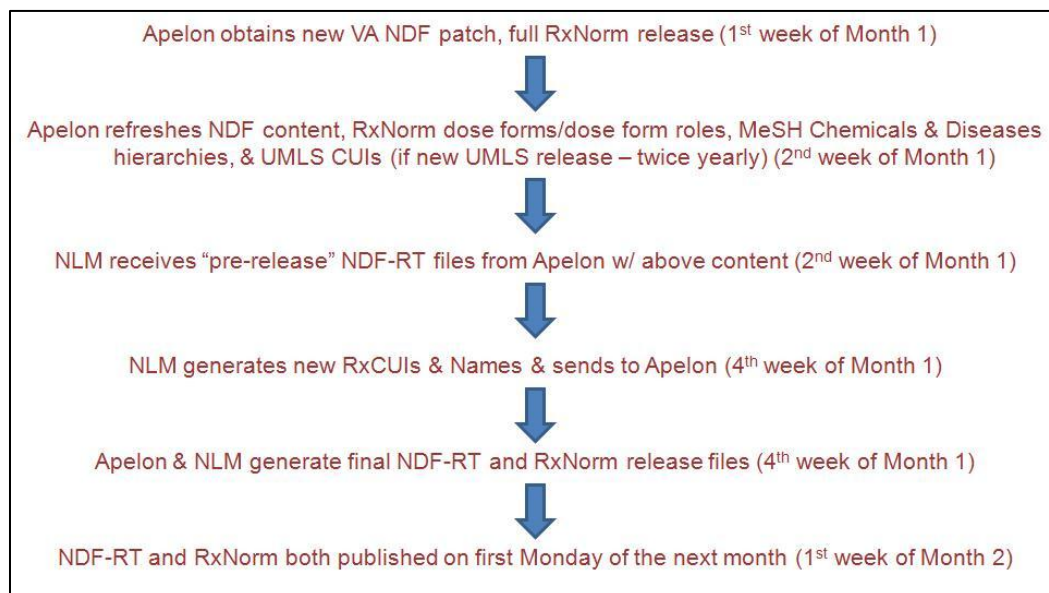 Apelon obtains new VA NDF patch, full RxNorm release (1st week of Month 1)
Apelon refreshes NDF content, RxNorm dose forms/dose form roles, MeSH Chemicals & Diseases
hierarchies, & UMLS CUIs (if new UMLS release – twice yearly) (2nd week of Month 1)
NLM receives “pre-release” NDF-RT files from Apelon w/ above content (2nd week of Month 1)
NLM generates new RxCUIs & Names & sends to Apelon (4th week of Month 1)
Apelon & NLM generate final NDF-RT and RxNorm release files (4th week of Month 1)
NDF-RT and RxNorm both published on first Monday of the next month (1st week of Month 2)